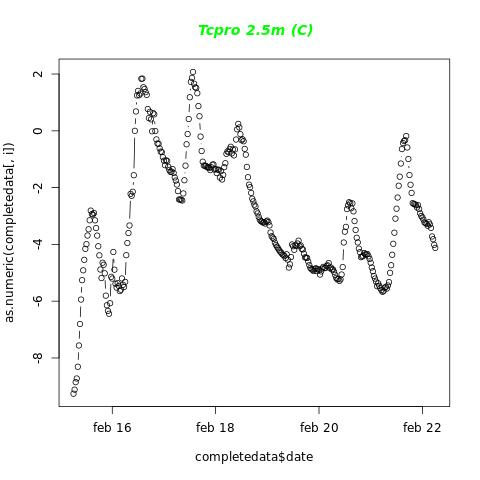 Tcpro 2.5m (C)
as.numeric(completedata[, i])
2
0
-2
-4
-6
-8
feb 16
feb 18
feb 20
feb 22
completedata$date